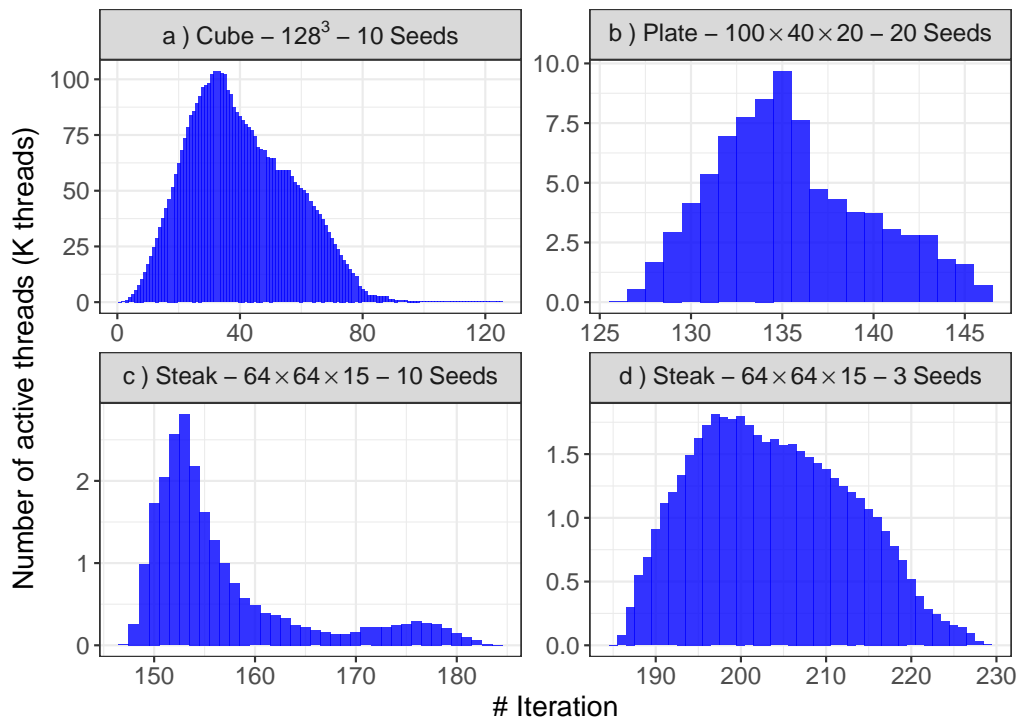 a ) Cube – 128³ – 10 Seeds
b ) Plate – 100×40×20 – 20 Seeds
Number of active threads (K threads)
100
75
50
25
0
0 40 80 120
10.0
7.5
5.0
2.5
0.0
125 130 135 140 145
c ) Steak – 64×64×15 – 10 Seeds
d ) Steak – 64×64×15 – 3 Seeds
2
1
0
150 160 170 180
1.5
1.0
0.5
0.0
190 200 210 220 230
# Iteration